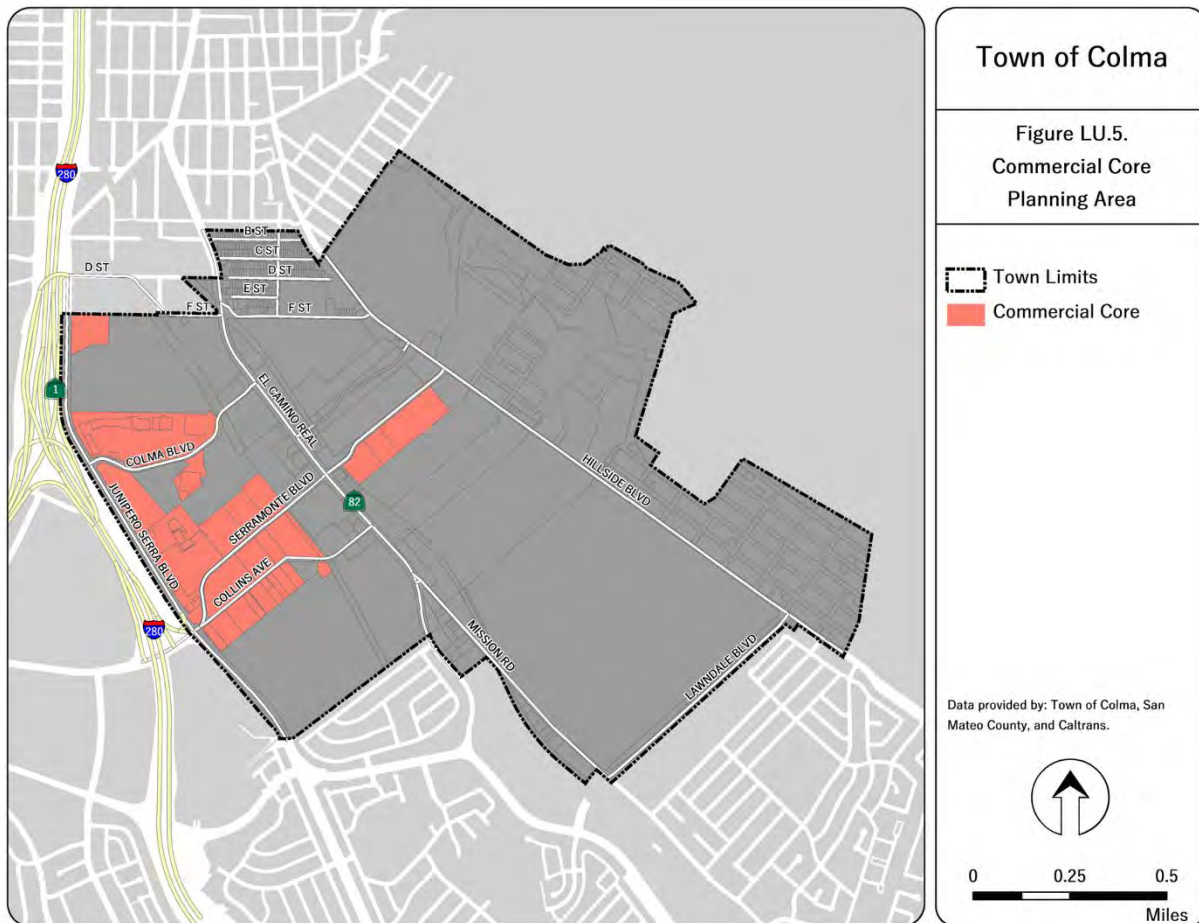 Town of Colma
Figure LU.5.
Commercial Core
Planning Area
Town Limits
Commercial Core
Data provided by: Town of Colma, San
Mateo County, and Caltrans.
0 0.25 0.5
Miles
280
B ST
C ST
D ST
D ST
E ST
F ST
F ST
1
EL CAMINO REAL
COLMA BLVD
JUNIPERO SERRA BLVD
SERRAMONTE BLVD
82
HILLSIDE BLVD
COLLINS AVE
280
MISSION RD
LAWNDALE BLVD